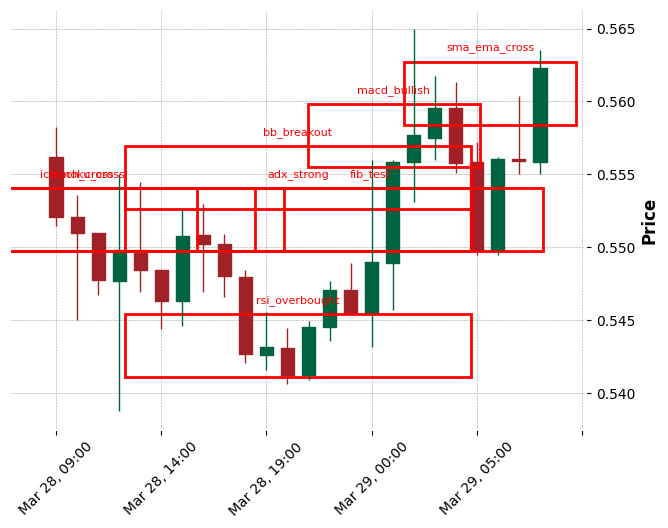 0.565
sma_ema_cross
0.560
macd_bullish
bb_breakout
0.555
adx_strong
fib_test
0.550
Price
0.545
rsi_overbought
0.540
Mar 28, 09:00
Mar 28, 14:00
Mar 28, 19:00
Mar 29, 00:00
Mar 29, 05:00